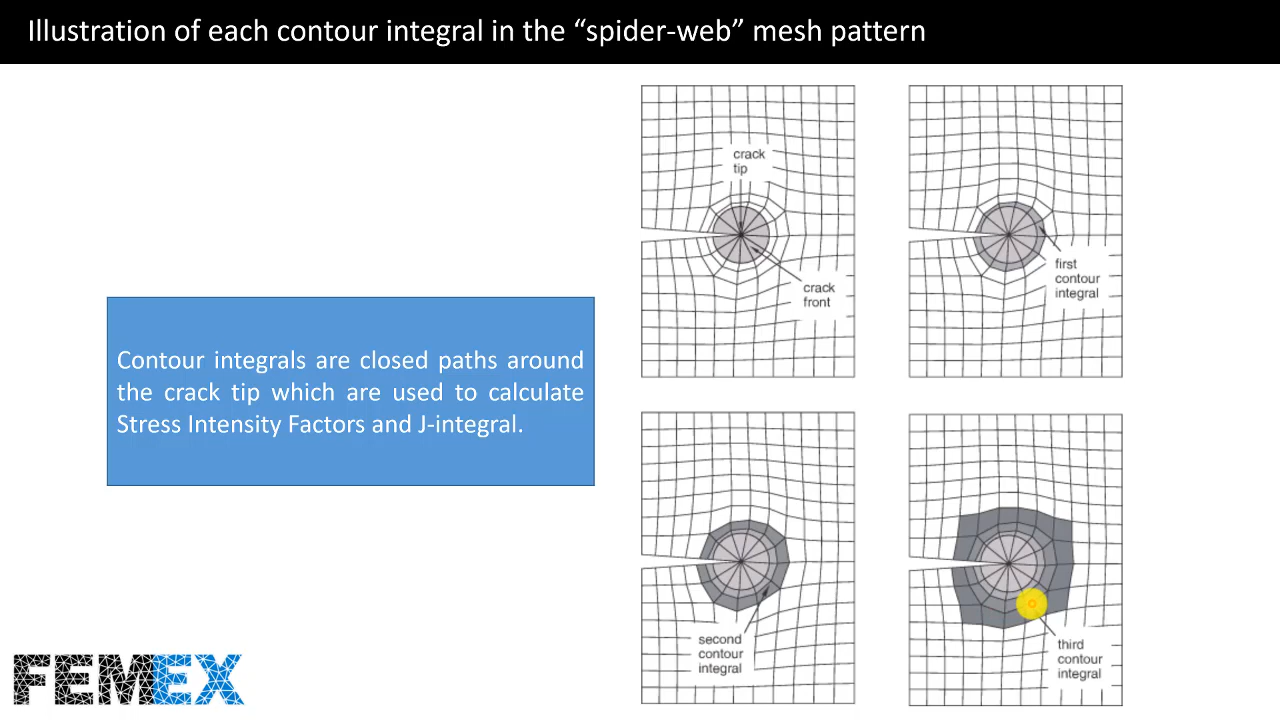 Illustration of each contour integral in the “spider-web” mesh pattern
crack
tip
crack
front
first
contour
integral
Contour integrals are closed paths around
the crack tip which are used to calculate
Stress Intensity Factors and J-integral.
second
contour
integral
third
contour
integral
FEMEX